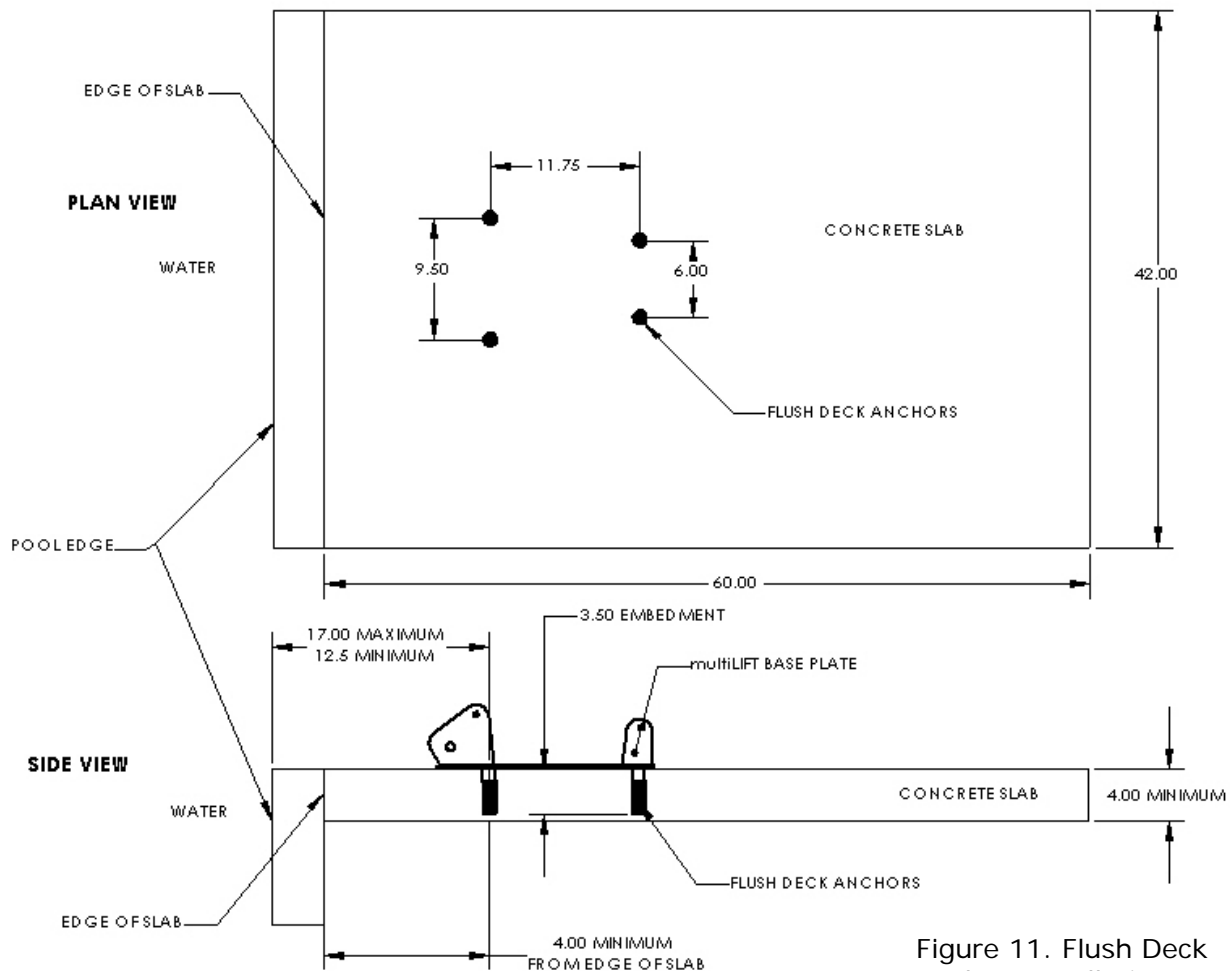 EDGE OF SLAB
11.75
PLAN VIEW
CONCRETE SLAB
WATER
9.50
6.00
42.00
FLUSH DECK ANCHORS
POOL EDGE
60.00
3.50 EMBEDMENT
17.00 MAXIMUM
12.5 MINIMUM
multiLIFT BASE PLATE
SIDE VIEW
CONCRETE SLAB
4.00 MINIMUM
WATER
FLUSH DECK ANCHORS
EDGE OF SLAB
4.00 MINIMUM
FROM EDGE OF SLAB
Figure 11. Flush Deck